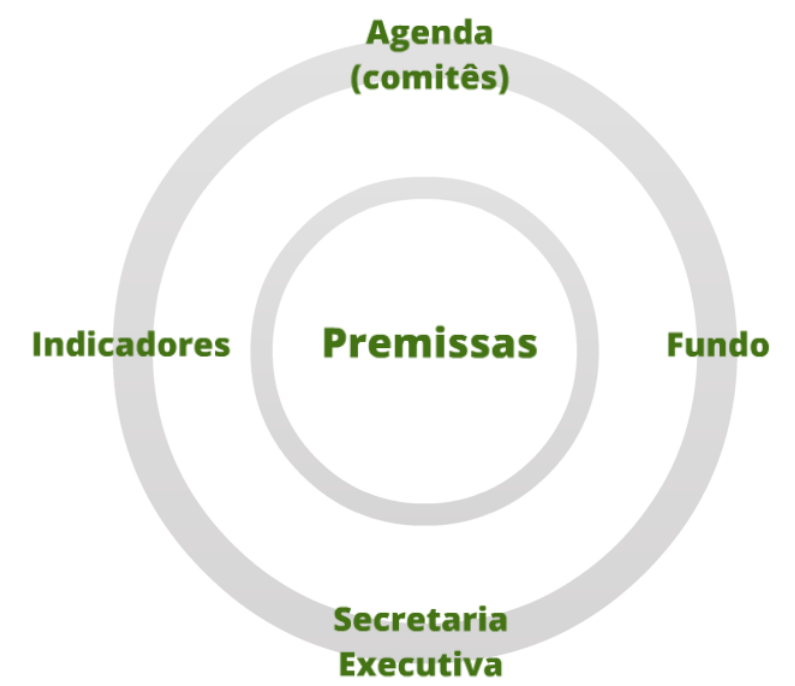 Agenda
(comitês)
Indicadores
Premissas
Fundo
Secretaria
Executiva